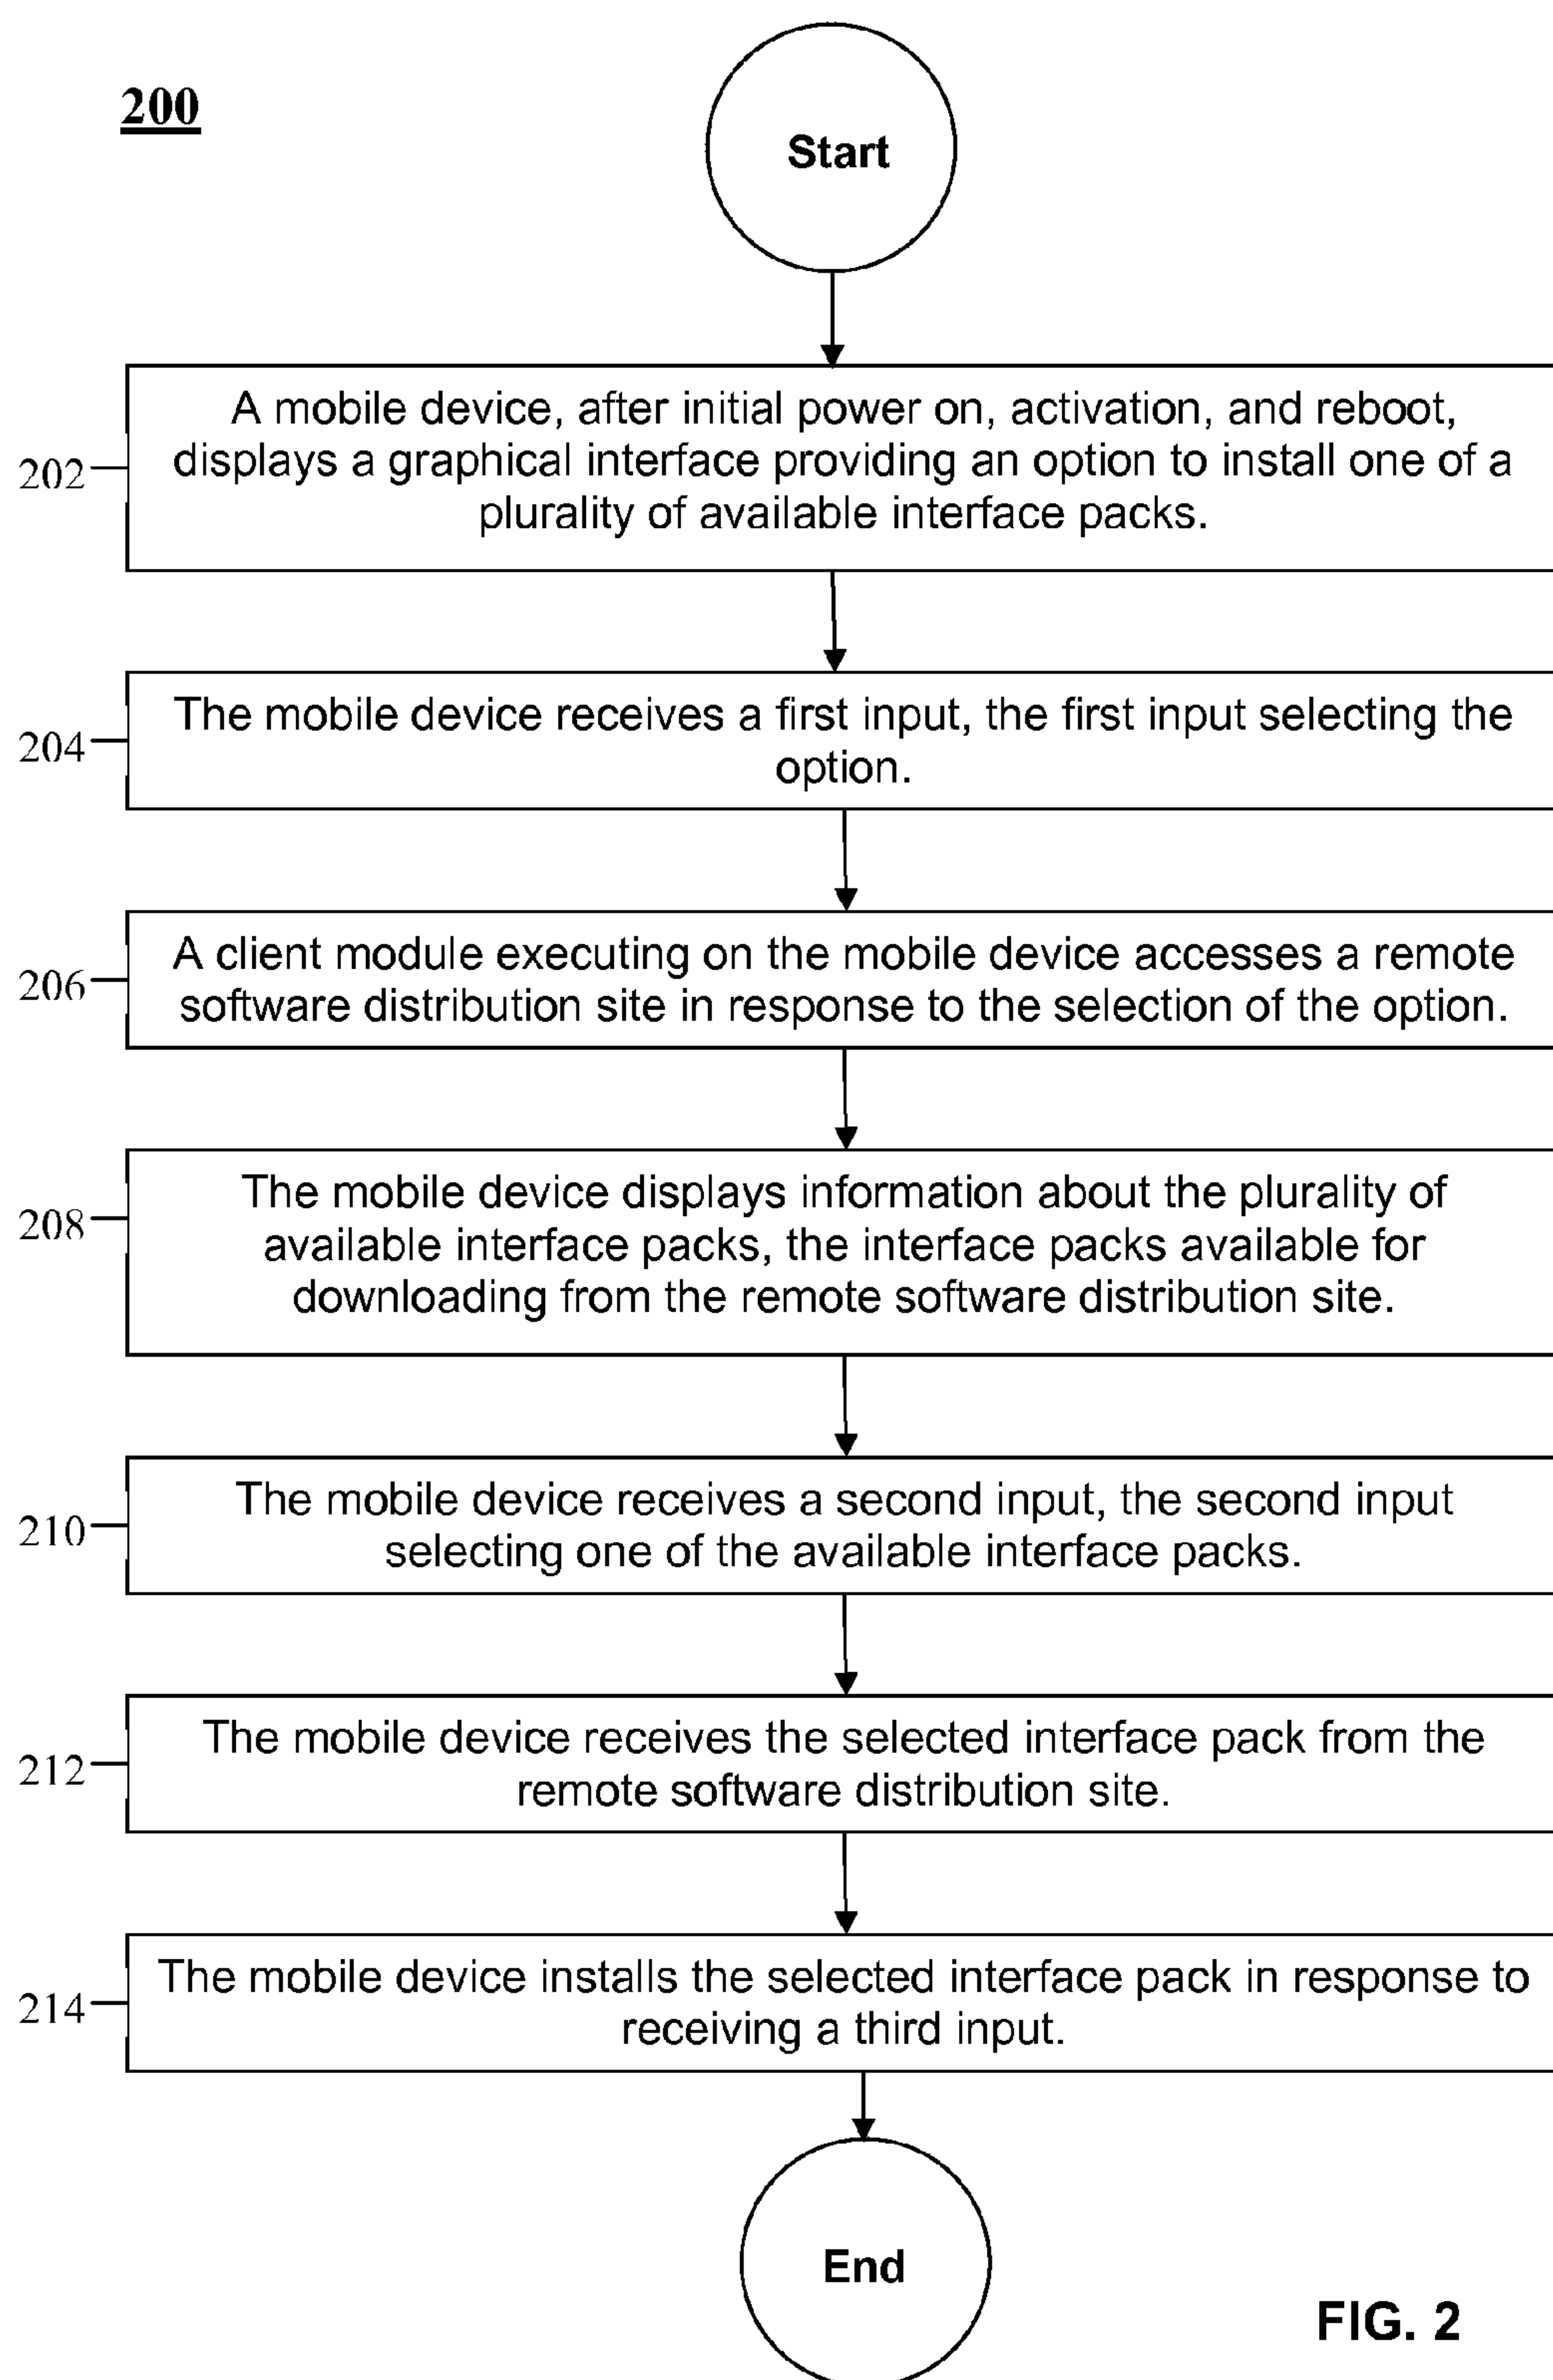 200
Start
202
A mobile device, after initial power on, activation, and reboot,
displays a graphical interface providing an option to install one of a
plurality of available interface packs.
204
The mobile device receives a first input, the first input selecting the
option.
206
A client module executing on the mobile device accesses a remote
software distribution site in response to the selection of the option.
208
The mobile device displays information about the plurality of
available interface packs, the interface packs available for
downloading from the remote software distribution site.
210
The mobile device receives a second input, the second input
selecting one of the available interface packs.
212
The mobile device receives the selected interface pack from the
remote software distribution site.
214
The mobile device installs the selected interface pack in response to
receiving a third input.
End
FIG. 2